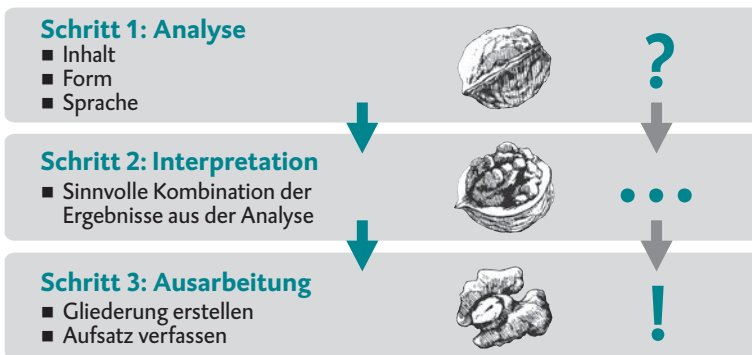 Schritt 1: Analyse
■ Inhalt
■ Form
■ Sprache
?
Schritt 2: Interpretation
■ Sinnvolle Kombination der
Ergebnisse aus der Analyse
...
Schritt 3: Ausarbeitung
■ Gliederung erstellen
■ Aufsatz verfassen
!